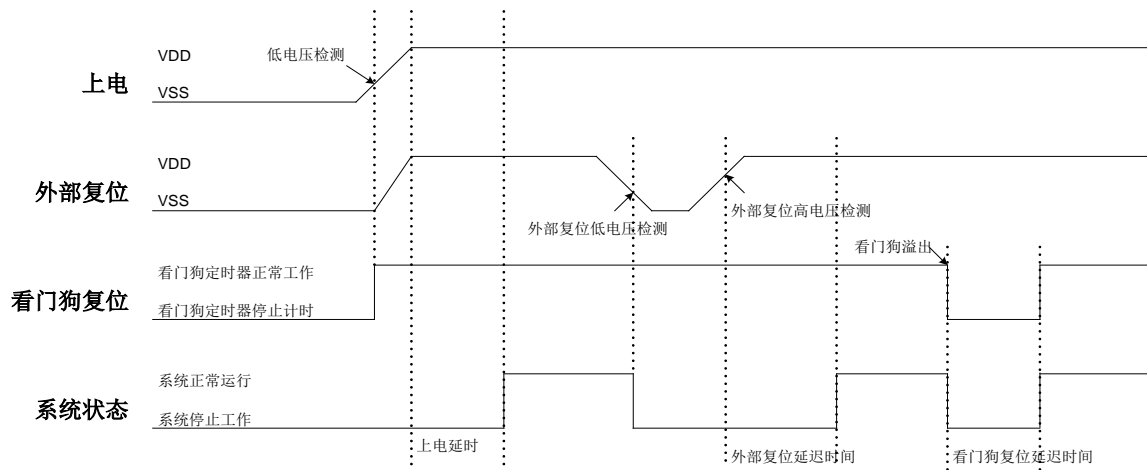 低电压检测
VDD
上电
VSS
VDD
外部复位
VSS
外部复位低电压检测
外部复位高电压检测
看门狗溢出
看门狗定时器正常工作
看门狗复位
看门狗定时器停止计时
系统正常运行
系统状态
系统停止工作
上电延时
外部复位延迟时间
看门狗复位延迟时间